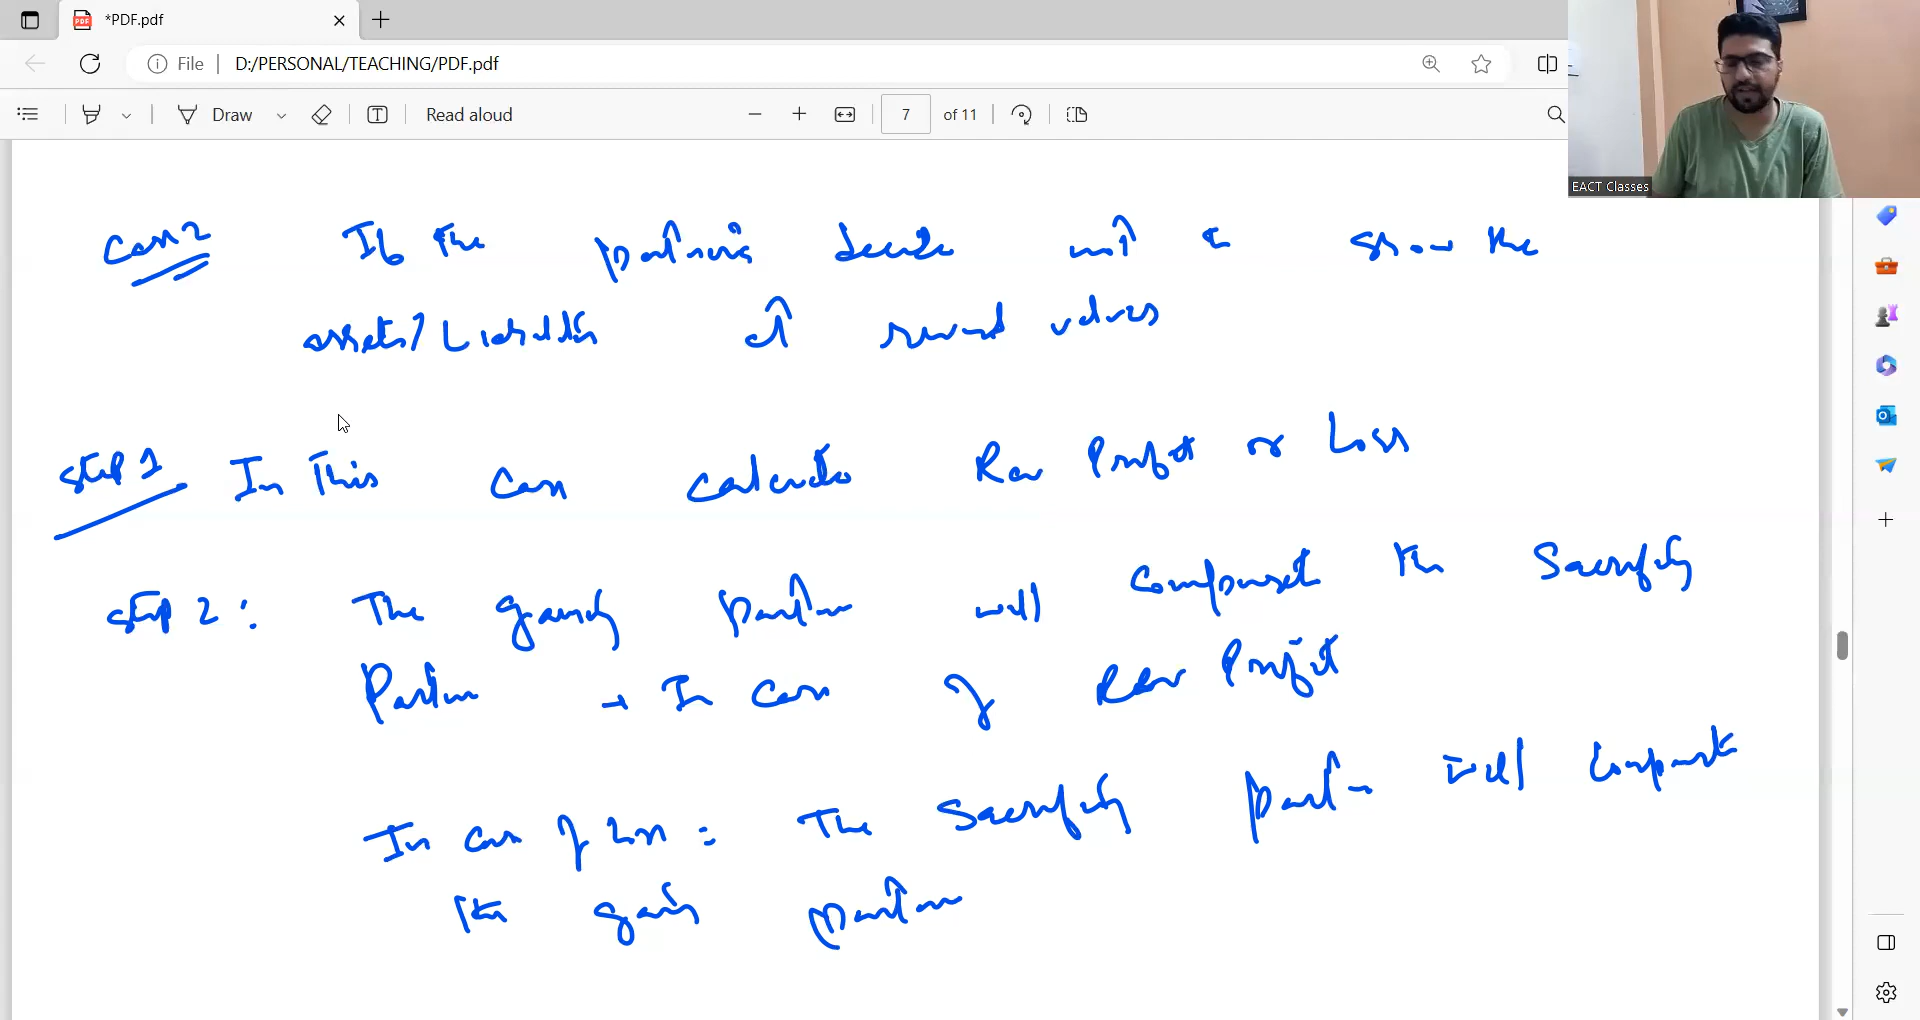 *PDF.pdf
File D:/PERSONAL/TEACHING/PDF.pdf
Draw Read aloud 7 of 11
EACT Classes
Case 2 If the partners decide not to show the
assets/Liabilities at revised values
Step 1 In This case calculate Rev Profit or Loss
Step 2 : The gaining partner will compensate the Sacrificing
Partner → In case of Rev Profit
In case of Loss : The Sacrificing partner will compensate
the gaining partner